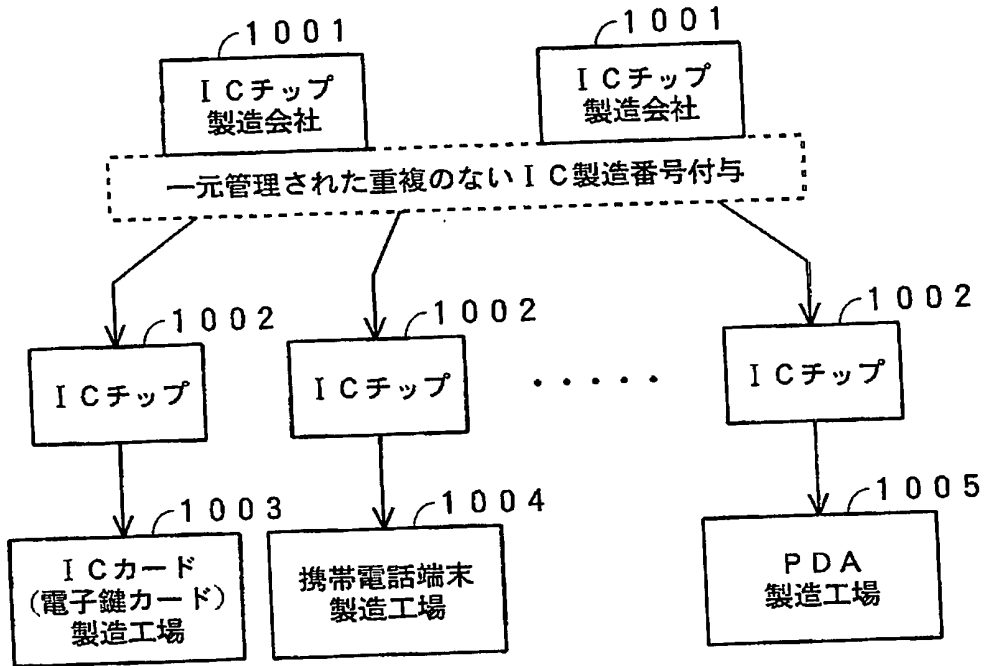 1001
1001
ICチップ
製造会社
ICチップ
製造会社
一元管理された重複のないIC製造番号付与
1002
1002
1002
ICチップ
ICチップ
・・・・・
ICチップ
1003
1004
1005
ICカード
(電子鍵カード)
製造工場
携帯電話端末
製造工場
PDA
製造工場